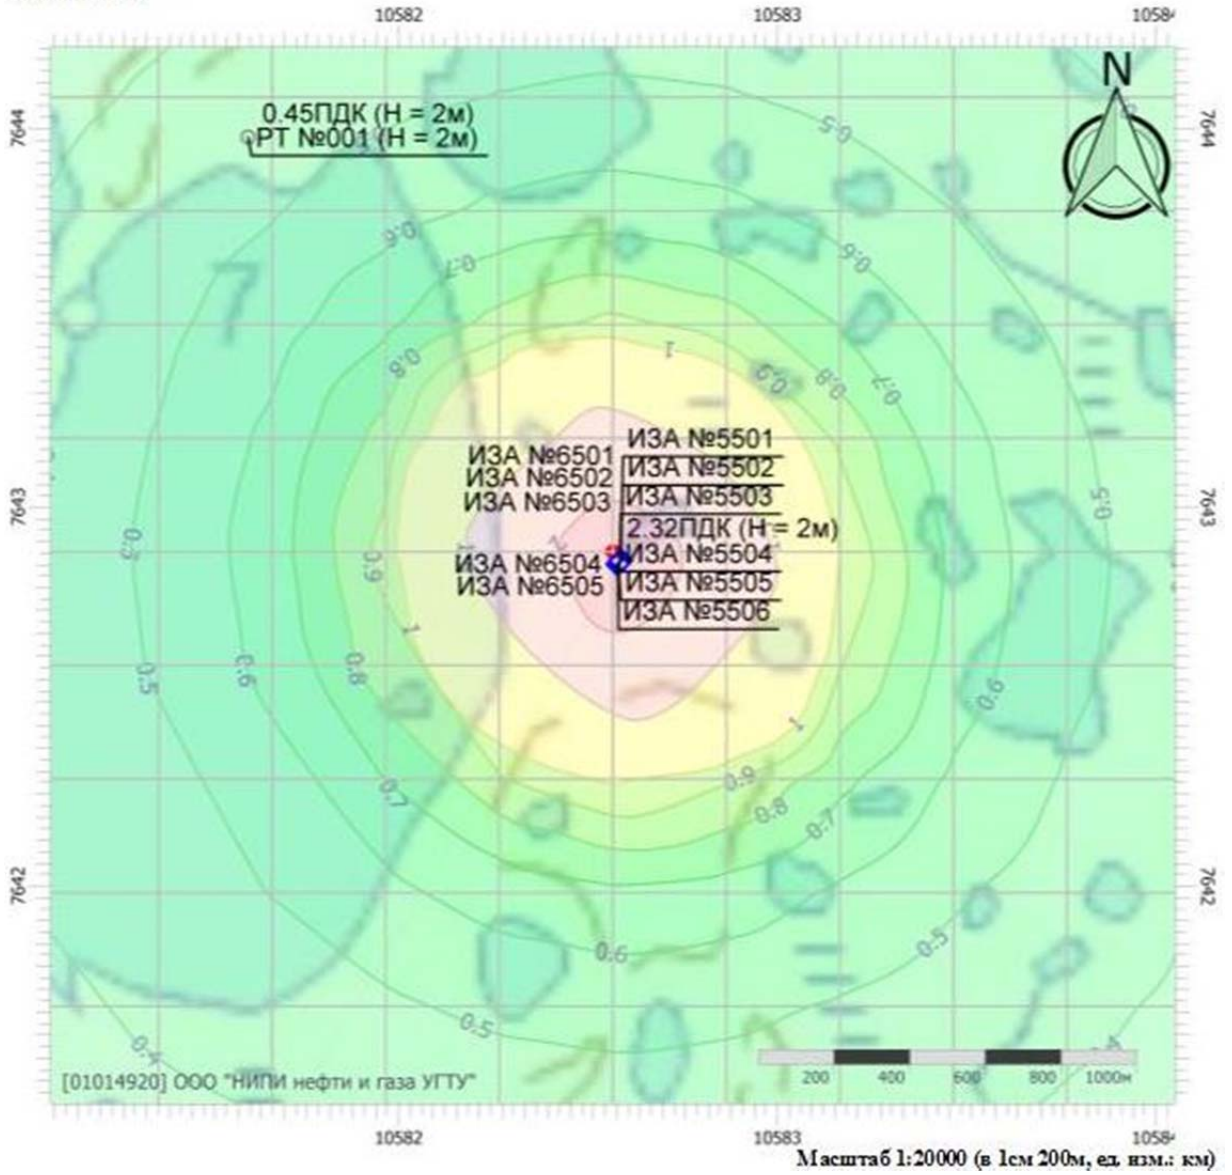 10582 10583 1058
N
0.45ПДК (Н = 2м)
РТ №001 (Н = 2м)
7644 7644
0.5
0.6 0.6
0.7
1
0.8 0.9 0.8 0.7
ИЗА №5501
ИЗА №6501
ИЗА №5502
ИЗА №6502
ИЗА №5503
ИЗА №6503
7643 7643
0.5
2.32ПДК (Н = 2м)
0.5
ИЗА №5504
ИЗА №6504
0.9
ИЗА №5505
ИЗА №6505
ИЗА №5506
1
0.5 0.6 0.8 0.6
1
0.9
0.7 0.8 0.7
7642 7642
0.6 0.5
0.5
0.4
[01014920] ООО "НИПИ нефти и газа УГТУ"
200 400 600 800 1000м
10582 10583 1058
Масштаб 1:20000 (в 1см 200м, ед. изм.: км)